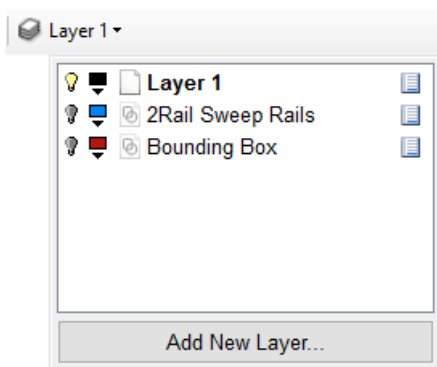 Layer 1
Layer 1
2Rail Sweep Rails
Bounding Box
Add New Layer...